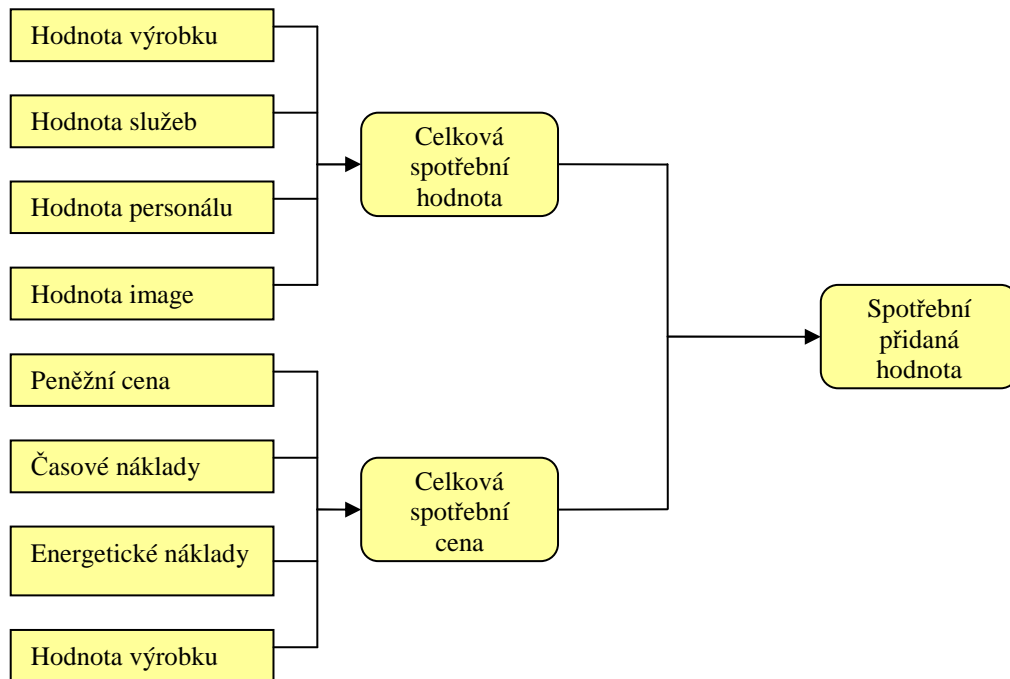 Hodnota výrobku
Hodnota služeb
Hodnota personálu
Hodnota image
Celková
spotřební
hodnota
Peněžní cena
Časové náklady
Energetické náklady
Hodnota výrobku
Celková
spotřební
cena
Spotřební
přidaná
hodnota